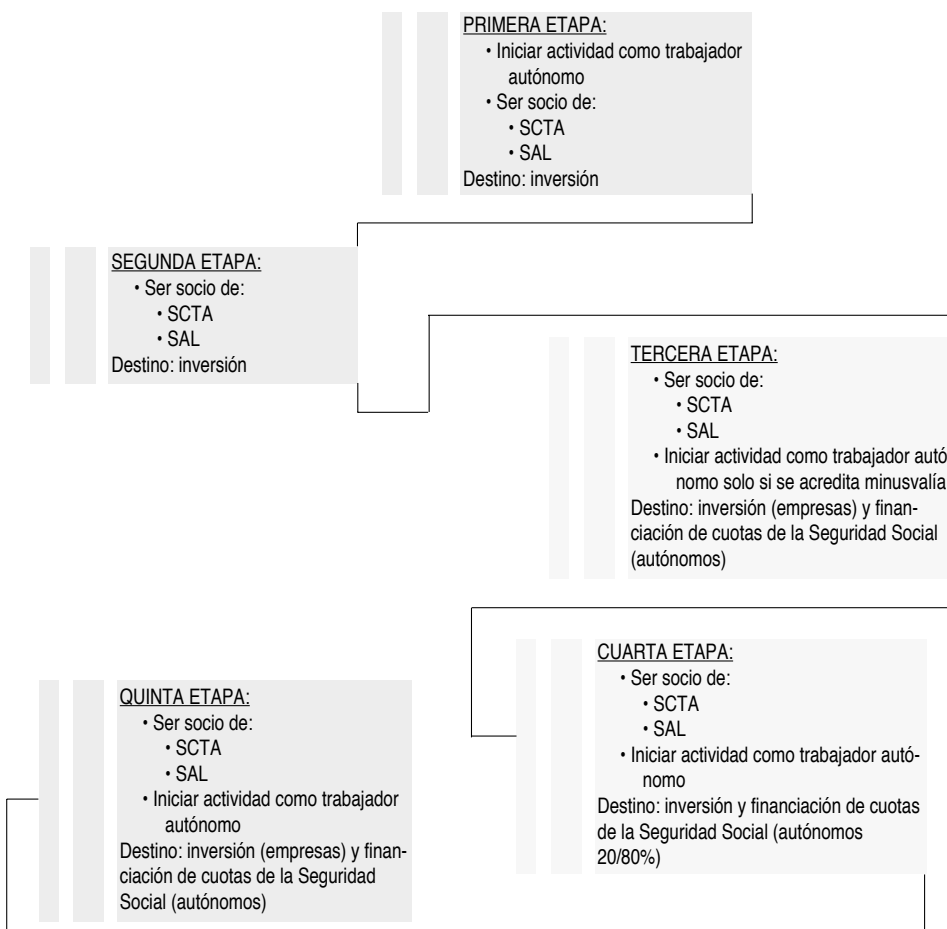 PRIMERA ETAPA:
• Iniciar actividad como trabajador
autónomo
• Ser socio de:
• SCTA
• SAL
Destino: inversión
SEGUNDA ETAPA:
• Ser socio de:
• SCTA
• SAL
Destino: inversión
TERCERA ETAPA:
• Ser socio de:
• SCTA
• SAL
• Iniciar actividad como trabajador autó
nomo solo si se acredita minusvalía
Destino: inversión (empresas) y finan-
ciación de cuotas de la Seguridad Social
(autónomos)
CUARTA ETAPA:
• Ser socio de:
• SCTA
• SAL
• Iniciar actividad como trabajador autó-
nomo
Destino: inversión y financiación de cuotas
de la Seguridad Social (autónomos
20/80%)
QUINTA ETAPA:
• Ser socio de:
• SCTA
• SAL
• Iniciar actividad como trabajador
autónomo
Destino: inversión (empresas) y finan-
ciación de cuotas de la Seguridad
Social (autónomos)